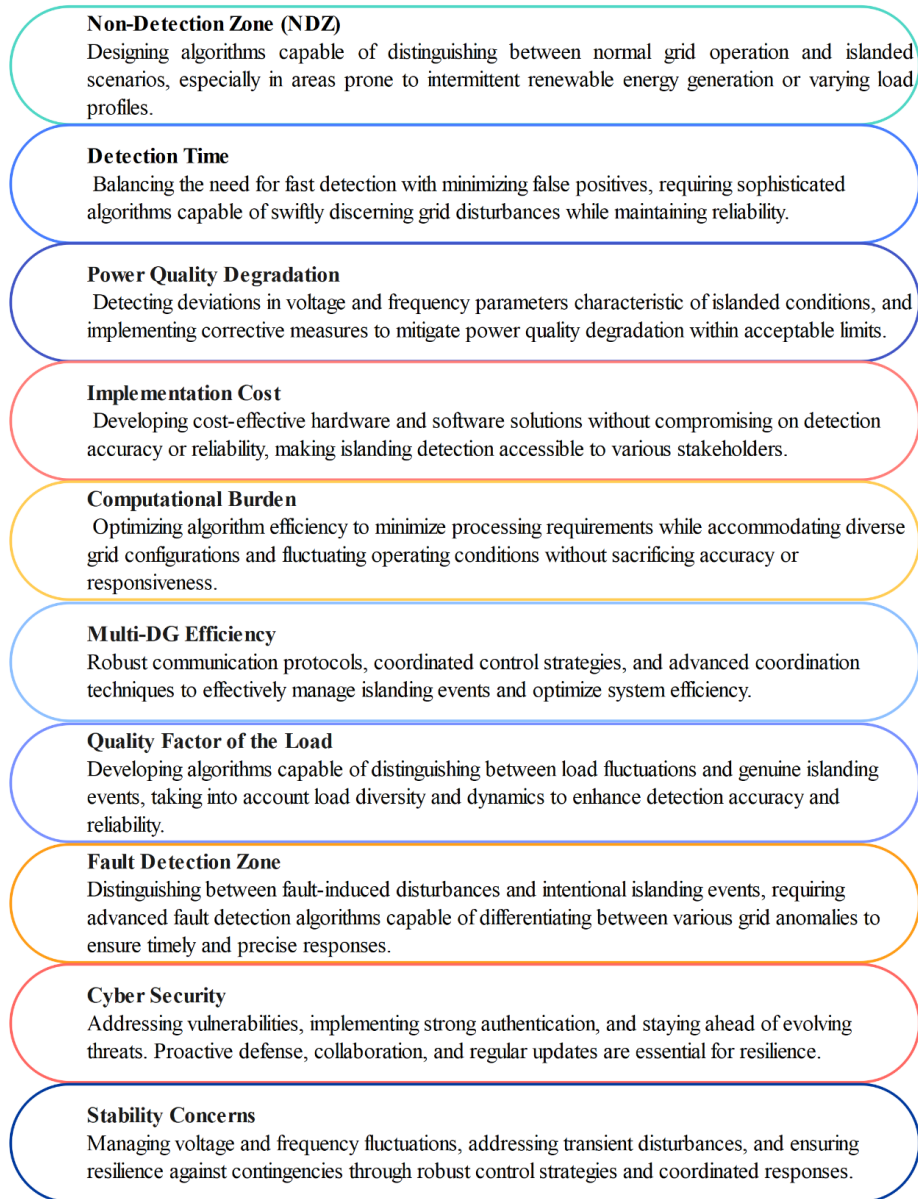 Non-Detection Zone (NDZ)
Designing algorithms capable of distinguishing between normal grid operation and islanded
scenarios, especially in areas prone to intermittent renewable energy generation or varying load
profiles.
Detection Time
Balancing the need for fast detection with minimizing false positives, requiring sophisticated
algorithms capable of swiftly discerning grid disturbances while maintaining reliability.
Power Quality Degradation
Detecting deviations in voltage and frequency parameters characteristic of islanded conditions, and
implementing corrective measures to mitigate power quality degradation within acceptable limits.
Implementation Cost
Developing cost-effective hardware and software solutions without compromising on detection
accuracy or reliability, making islanding detection accessible to various stakeholders.
Computational Burden
Optimizing algorithm efficiency to minimize processing requirements while accommodating diverse
grid configurations and fluctuating operating conditions without sacrificing accuracy or
responsiveness.
Multi-DG Efficiency
Robust communication protocols, coordinated control strategies, and advanced coordination
techniques to effectively manage islanding events and optimize system efficiency.
Quality Factor of the Load
Developing algorithms capable of distinguishing between load fluctuations and genuine islanding
events, taking into account load diversity and dynamics to enhance detection accuracy and
reliability.
Fault Detection Zone
Distinguishing between fault-induced disturbances and intentional islanding events, requiring
advanced fault detection algorithms capable of differentiating between various grid anomalies to
ensure timely and precise responses.
Cyber Security
Addressing vulnerabilities, implementing strong authentication, and staying ahead of evolving
threats. Proactive defense, collaboration, and regular updates are essential for resilience.
Stability Concerns
Managing voltage and frequency fluctuations, addressing transient disturbances, and ensuring
resilience against contingencies through robust control strategies and coordinated responses.